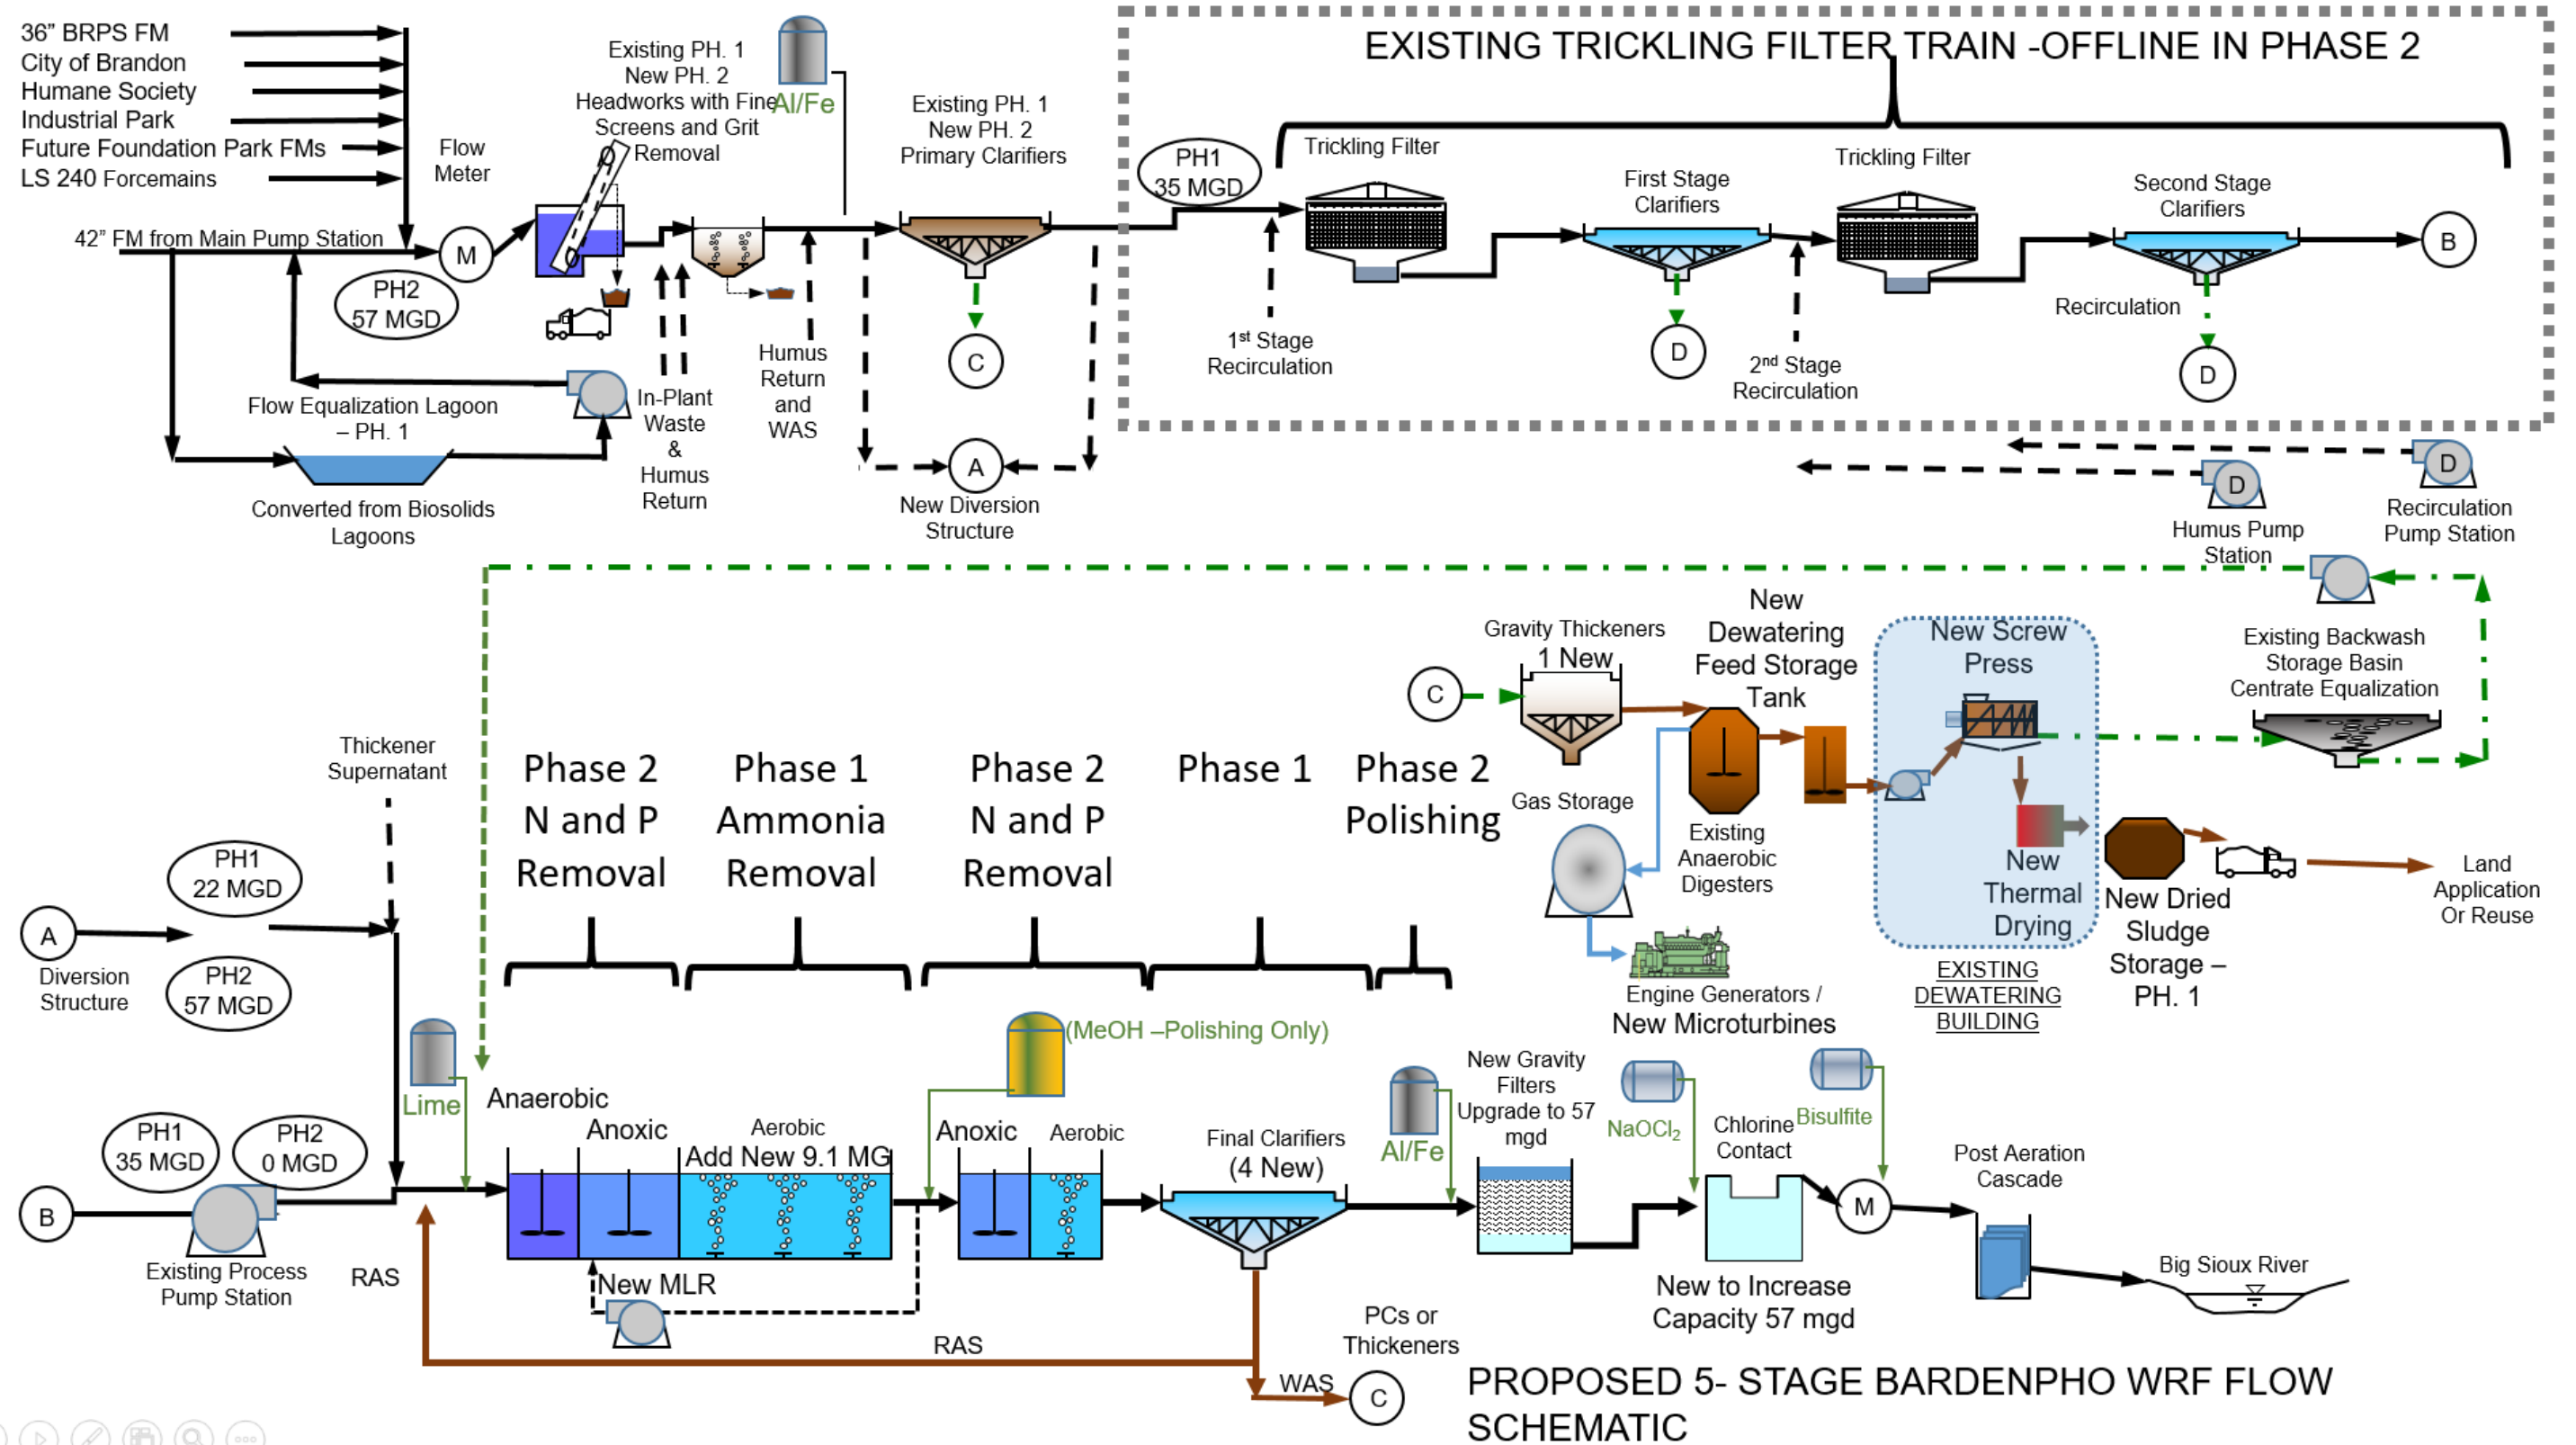 36” BRPS FM
City of Brandon
Humane Society
Industrial Park
Future Foundation Park FMs
LS 240 Forcemains
42” FM from Main Pump Station
Flow
Meter
M
PH2
57 MGD
Existing PH. 1
New PH. 2
Headworks with Fine
Screens and Grit
Removal
Al/Fe
Existing PH. 1
New PH. 2
Primary Clarifiers
EXISTING TRICKLING FILTER TRAIN -OFFLINE IN PHASE 2
PH1
35 MGD
Trickling Filter
First Stage
Clarifiers
Trickling Filter
Second Stage
Clarifiers
B
1st Stage
Recirculation
D
2nd Stage
Recirculation
Recirculation
D
Flow Equalization Lagoon
– PH. 1
Converted from Biosolids
Lagoons
In-Plant
Waste
&
Humus
Return
Humus
Return
and
WAS
C
A
New Diversion
Structure
D
Humus Pump
Station
D
Recirculation
Pump Station
Thickener
Supernatant
Phase 2
N and P
Removal
Phase 1
Ammonia
Removal
Phase 2
N and P
Removal
Phase 1
Phase 2
Polishing
C
Gravity Thickeners
1 New
New
Dewatering
Feed Storage
Tank
New Screw
Press
Existing Backwash
Storage Basin
Centrate Equalization
Gas Storage
Existing
Anaerobic
Digesters
New
Thermal
Drying
EXISTING
DEWATERING
BUILDING
New Dried
Sludge
Storage –
PH. 1
Land
Application
Or Reuse
Engine Generators /
New Microturbines
A
Diversion
Structure
PH1
22 MGD
PH2
57 MGD
PH1
35 MGD
PH2
0 MGD
B
Existing Process
Pump Station
Lime
RAS
Anaerobic
Anoxic
Aerobic
Add New 9.1 MG
New MLR
(MeOH –Polishing Only)
Anoxic
Aerobic
Final Clarifiers
(4 New)
RAS
WAS
PCs or
Thickeners
C
Al/Fe
New Gravity
Filters
Upgrade to 57
mgd
NaOCl2
Chlorine
Contact
Bisulfite
New to Increase
Capacity 57 mgd
M
Post Aeration
Cascade
Big Sioux River
PROPOSED 5- STAGE BARDENPHO WRF FLOW
SCHEMATIC